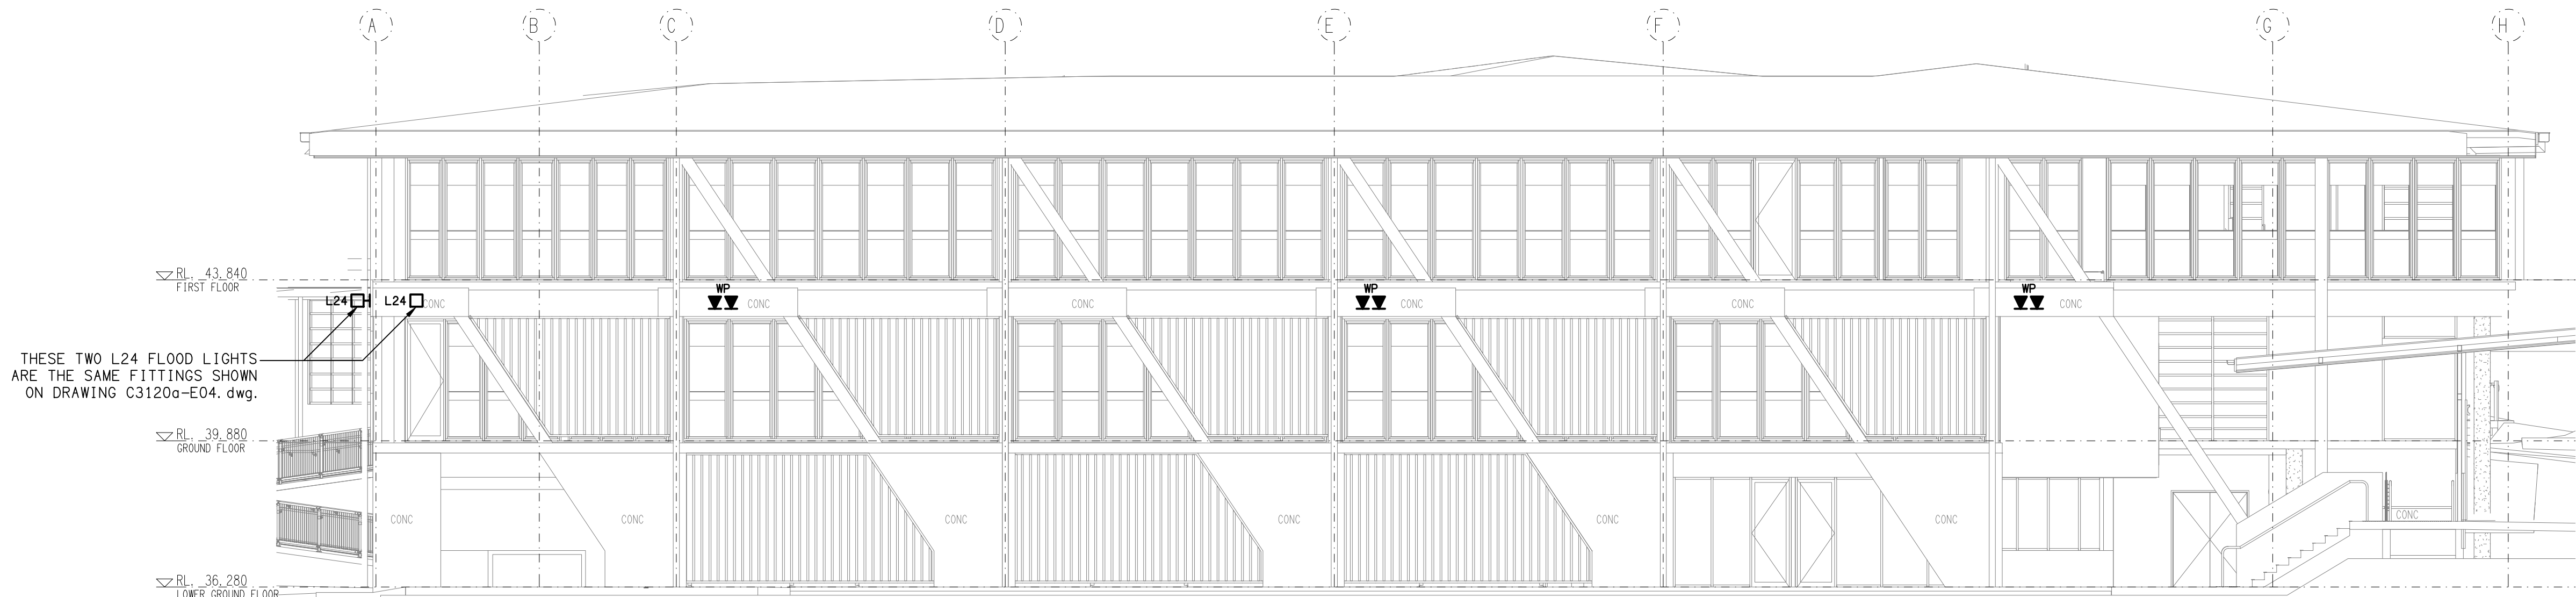 A B C D E F G H
RL. 43.840
FIRST FLOOR
WP WP WP
L24 L24 CONC CONC CONC CONC CONC CONC
THESE TWO L24 FLOOD LIGHTS
ARE THE SAME FITTINGS SHOWN
ON DRAWING C3120a-E04.dwg.
RL. 39.880
GROUND FLOOR
CONC CONC CONC CONC CONC CONC CONC
RL. 36.280
LOWER GROUND FLOOR